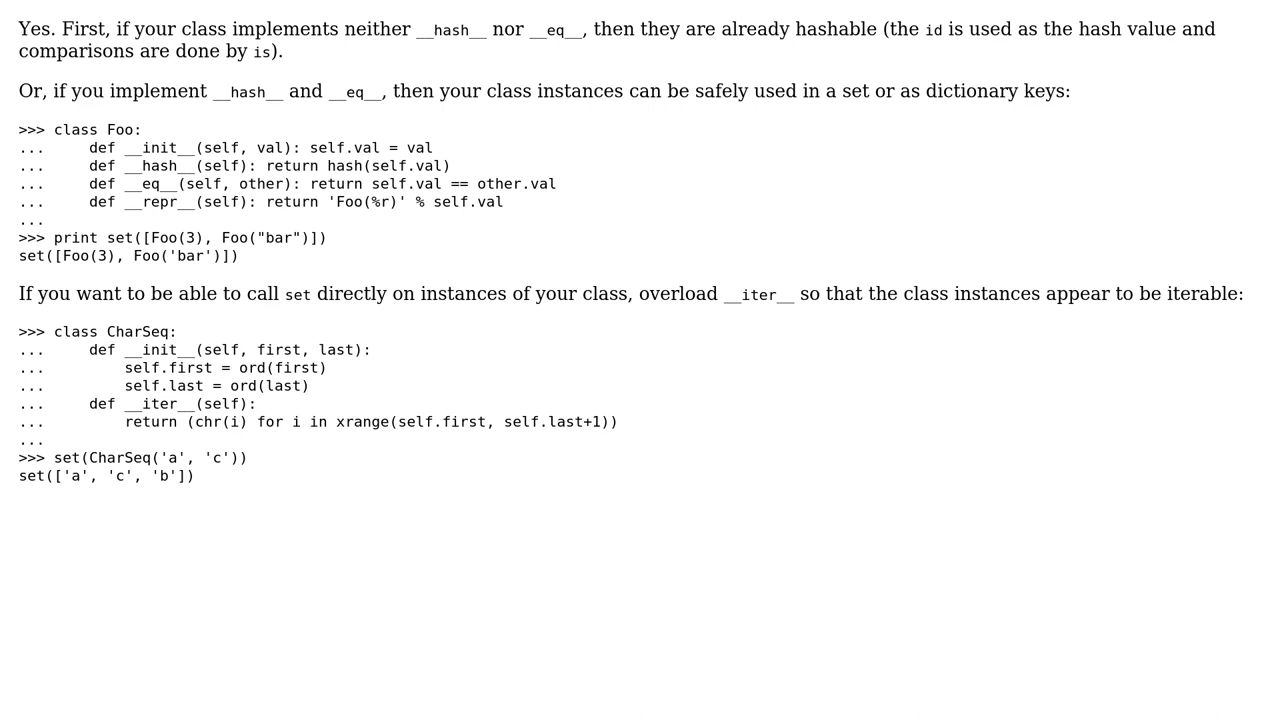 Yes. First, if your class implements neither __hash__ nor __eq__, then they are already hashable (the id is used as the hash value and
comparisons are done by is).
Or, if you implement __hash__ and __eq__, then your class instances can be safely used in a set or as dictionary keys:
>>> class Foo:
...     def __init__(self, val): self.val = val
...     def __hash__(self): return hash(self.val)
...     def __eq__(self, other): return self.val == other.val
...     def __repr__(self): return 'Foo(%r)' % self.val
...
>>> print set([Foo(3), Foo("bar")])
set([Foo(3), Foo('bar')])
If you want to be able to call set directly on instances of your class, overload __iter__ so that the class instances appear to be iterable:
>>> class CharSeq:
...     def __init__(self, first, last):
...         self.first = ord(first)
...         self.last = ord(last)
...     def __iter__(self):
...         return (chr(i) for i in xrange(self.first, self.last+1))
...
>>> set(CharSeq('a', 'c'))
set(['a', 'c', 'b'])